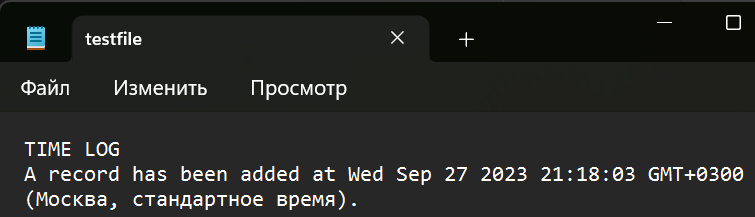 testfile
Файл Изменить Просмотр
TIME LOG
A record has been added at Wed Sep 27 2023 21:18:03 GMT+0300
(Москва, стандартное время).